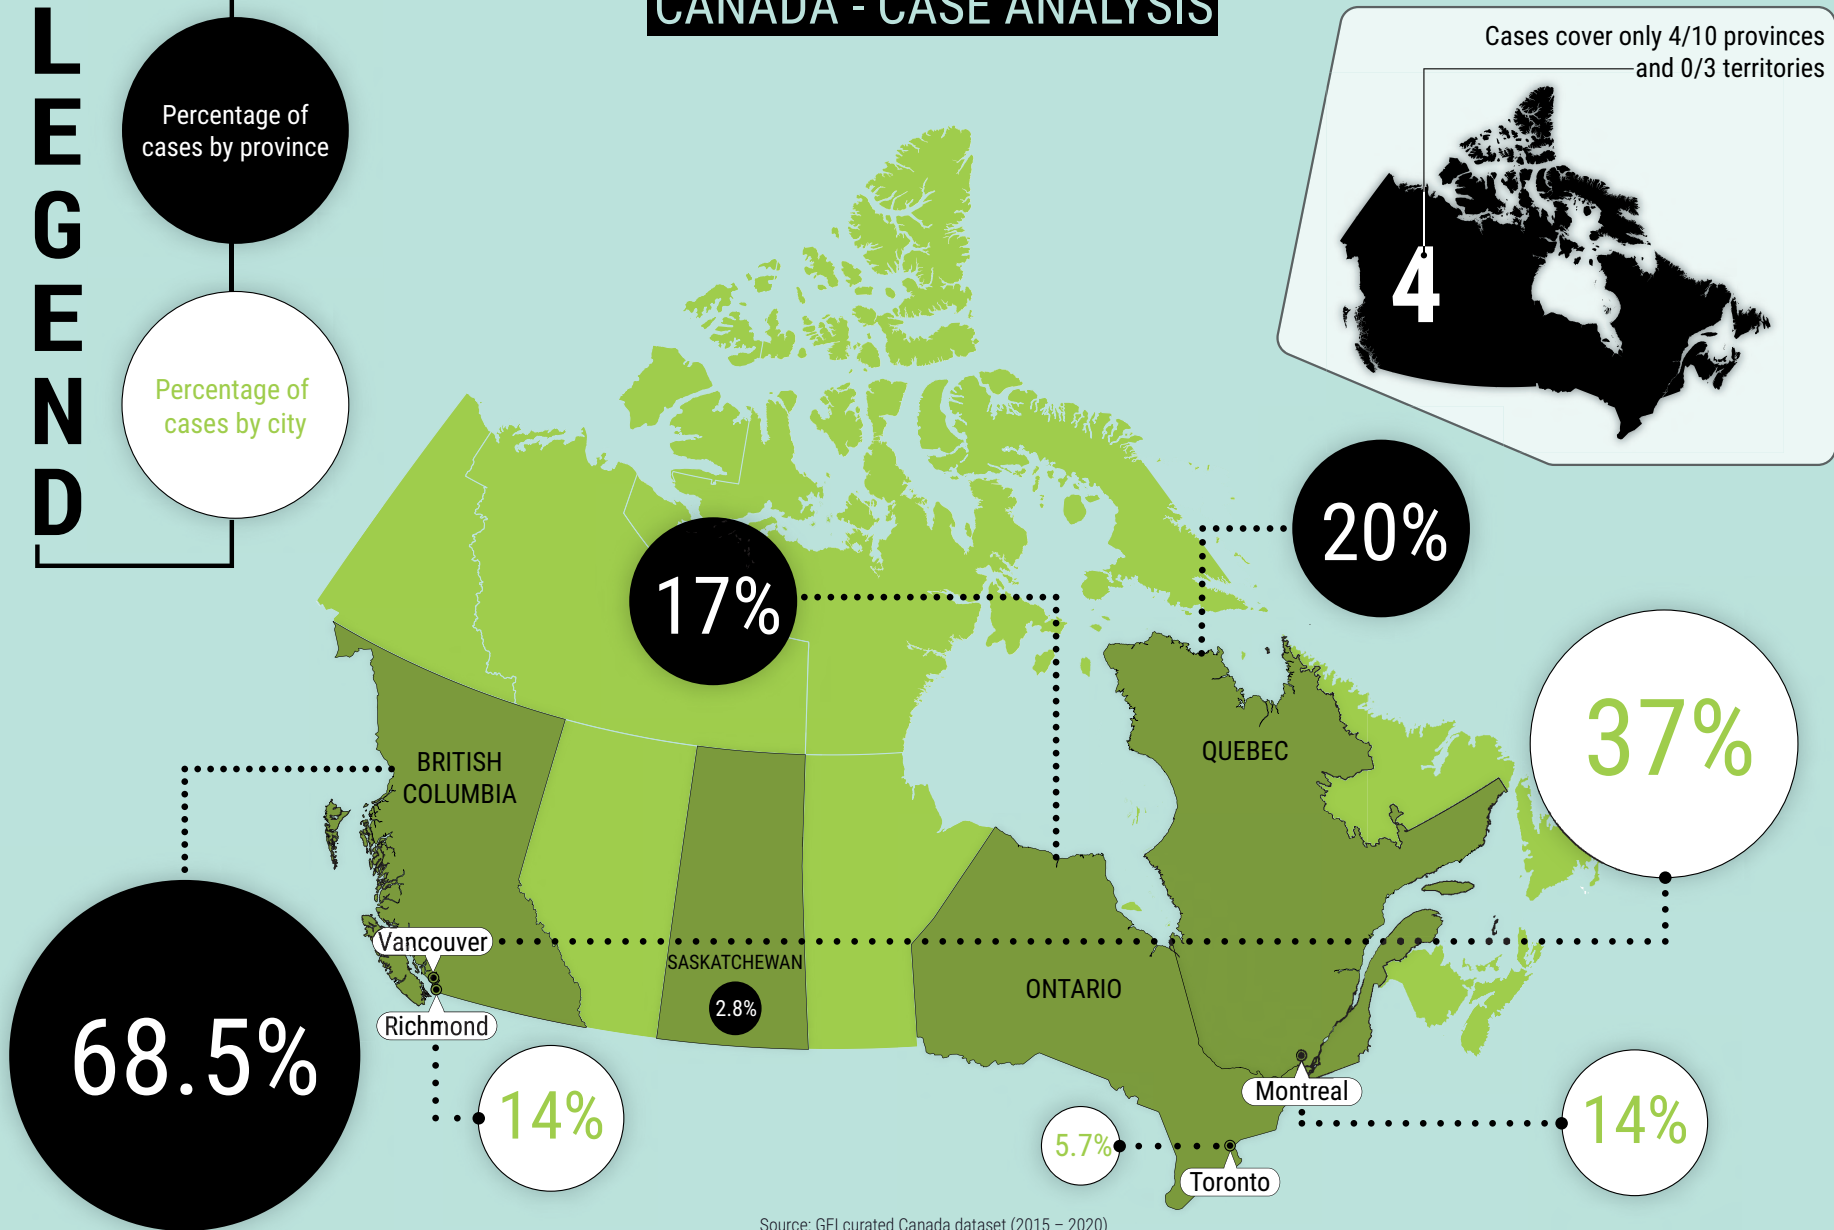 CANADA - CASE ANALYSIS
LEGEND
Percentage of
cases by province
Percentage of
cases by city
Cases cover only 4/10 provinces
and 0/3 territories
4
20%
17%
37%
QUEBEC
BRITISH
COLUMBIA
Vancouver
SASKATCHEWAN
2.8%
ONTARIO
Richmond
68.5%
14%
Montreal
14%
5.7%
Toronto
Source: GFI curated Canada dataset (2015 – 2020)